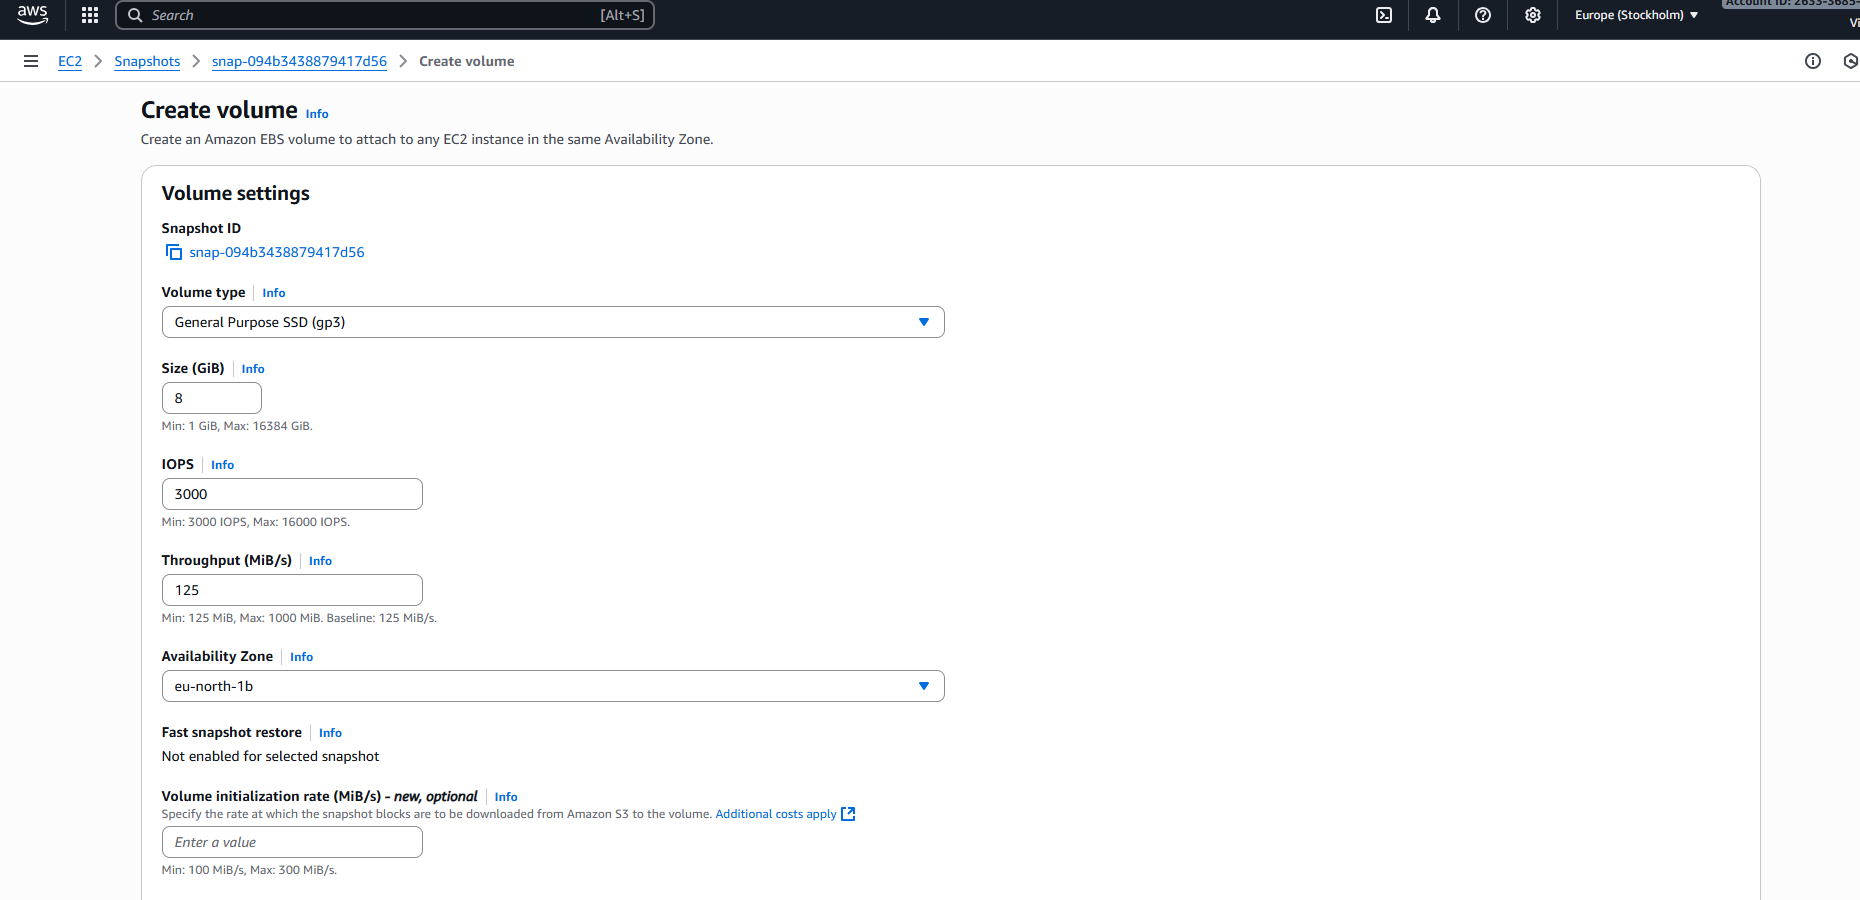 aws
Search [Alt+S]
Europe (Stockholm)
Account ID: 2633-3685-
EC2 Snapshots snap-094b3438879417d56 Create volume
Create volume Info
Create an Amazon EBS volume to attach to any EC2 instance in the same Availability Zone.
Volume settings
Snapshot ID
snap-094b3438879417d56
Volume type Info
General Purpose SSD (gp3)
Size (GiB) Info
8
Min: 1 GiB, Max: 16384 GiB.
IOPS Info
3000
Min: 3000 IOPS, Max: 16000 IOPS.
Throughput (MiB/s) Info
125
Min: 125 MiB, Max: 1000 MiB. Baseline: 125 MiB/s.
Availability Zone Info
eu-north-1b
Fast snapshot restore Info
Not enabled for selected snapshot
Volume initialization rate (MiB/s) - new, optional Info
Specify the rate at which the snapshot blocks are to be downloaded from Amazon S3 to the volume. Additional costs apply
Enter a value
Min: 100 MiB/s, Max: 300 MiB/s.